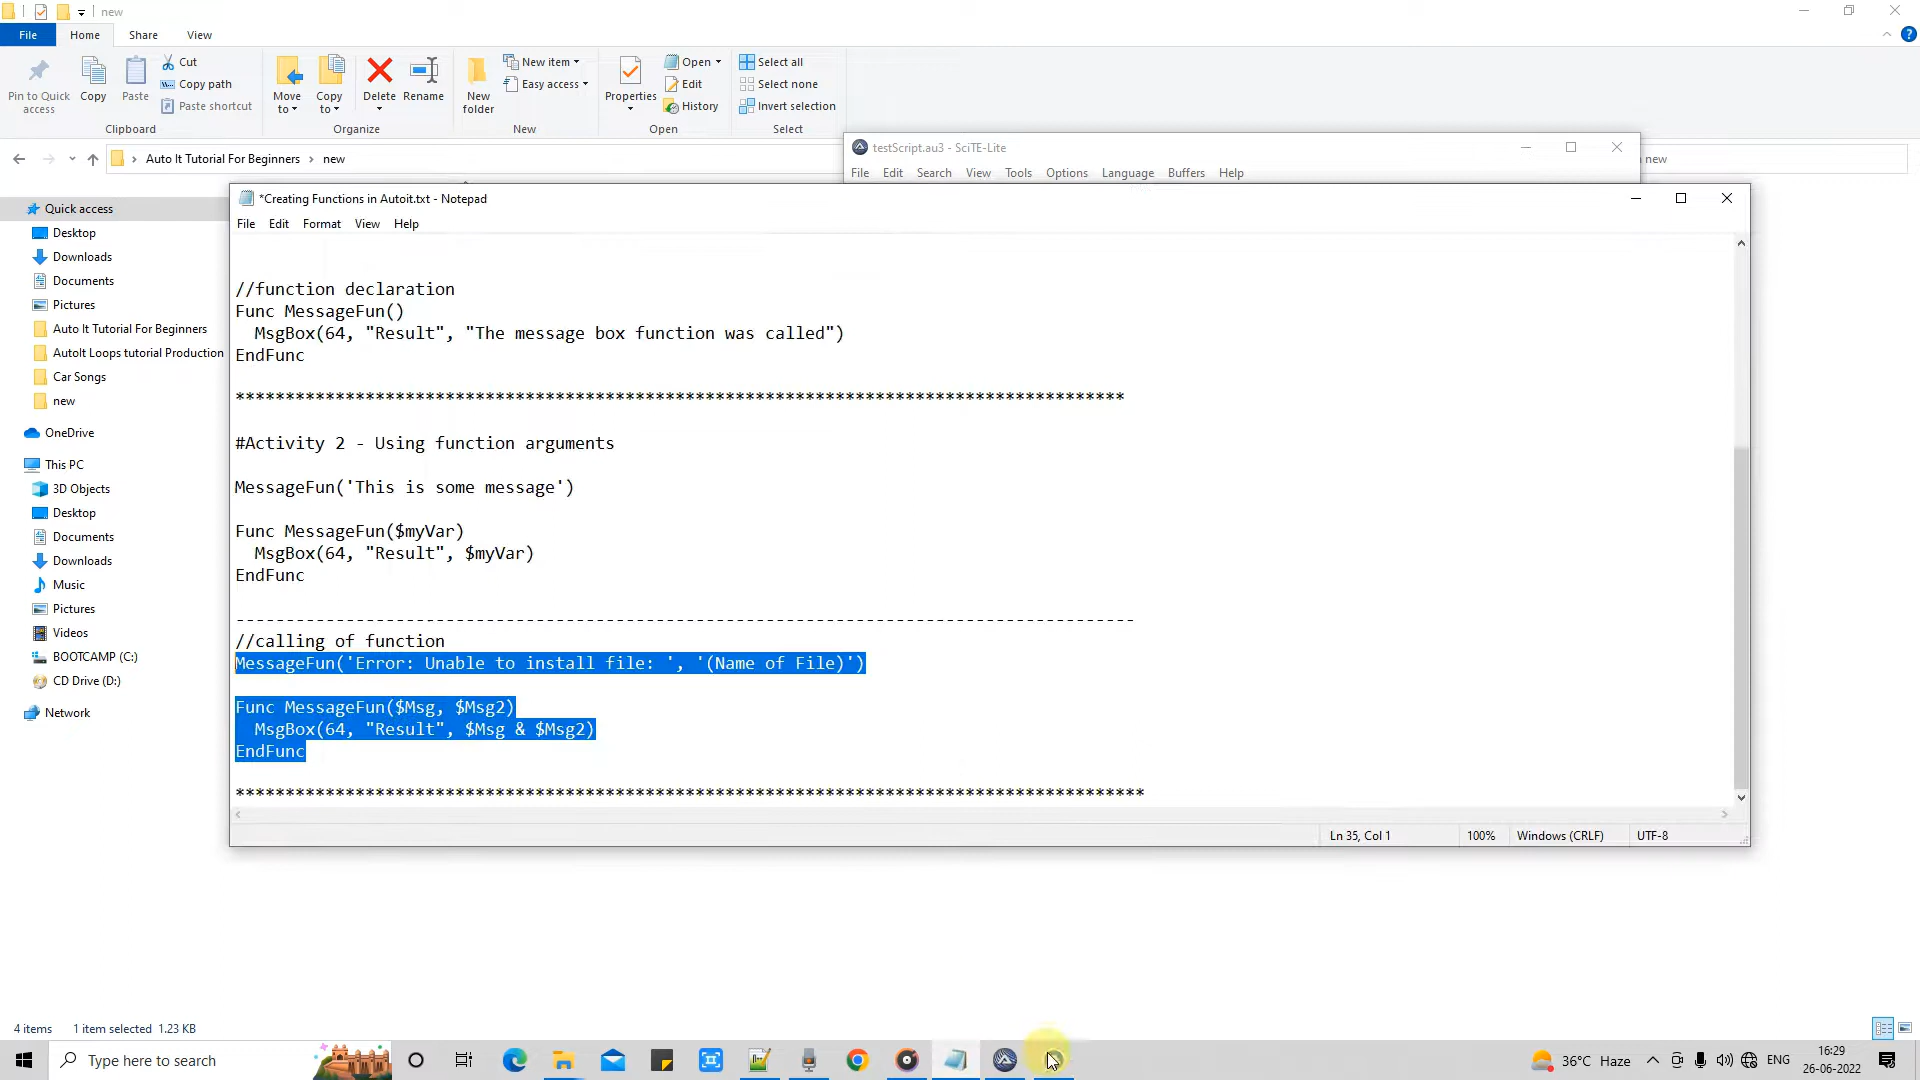 new
File
Home
Share
View
Pin to Quick access
Copy
Paste
Cut
Copy path
Paste shortcut
Clipboard
Move to
Copy to
Delete
Rename
Organize
New folder
New item
Easy access
New
Properties
Open
Edit
History
Open
Select all
Select none
Invert selection
Select
Auto It Tutorial For Beginners
new
new
testScript.au3 - SciTE-Lite
File Edit Search View Tools Options Language Buffers Help
Quick access
Desktop
Downloads
Documents
Pictures
Auto It Tutorial For Beginners
AutoIt Loops tutorial Production
Car Songs
new
OneDrive
This PC
3D Objects
Desktop
Documents
Downloads
Music
Pictures
Videos
BOOTCAMP (C:)
CD Drive (D:)
Network
*Creating Functions in Autoit.txt - Notepad
File Edit Format View Help
//function declaration
Func MessageFun()
MsgBox(64, "Result", "The message box function was called")
EndFunc
*****************************************************************************************
#Activity 2 - Using function arguments
MessageFun('This is some message')
Func MessageFun($myVar)
MsgBox(64, "Result", $myVar)
EndFunc
------------------------------------------------------------------------------------------
//calling of function
MessageFun('Error: Unable to install file: ', '(Name of File)')
Func MessageFun($Msg, $Msg2)
MsgBox(64, "Result", $Msg & $Msg2)
EndFunc
*******************************************************************************************
Ln 35, Col 1
100%
Windows (CRLF)
UTF-8
4 items
1 item selected 1.23 KB
Type here to search
36°C Haze
ENG
16:29
26-06-2022